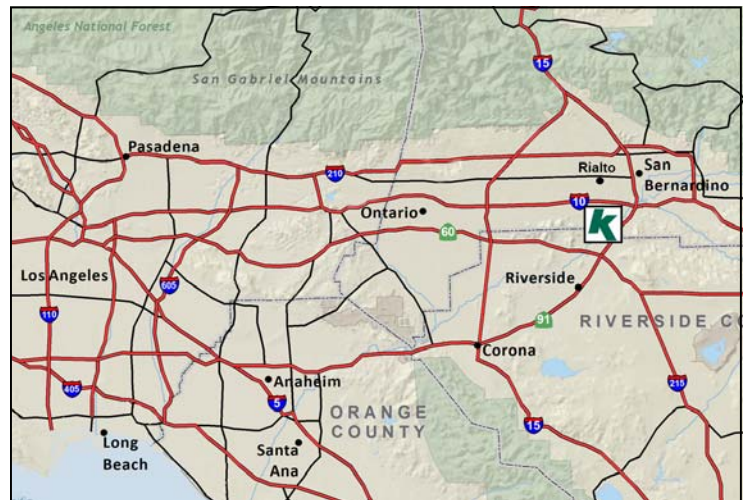 Angeles National Forest
San Gabriel Mountains
15
Pasadena
210
Rialto
San
Bernardino
10
Ontario
K
60
Los Angeles
605
Riverside
110
91
RIVERSIDE CO
Corona
405
Anaheim
215
5
ORANGE
COUNTY
15
Long
Beach
Santa
Ana